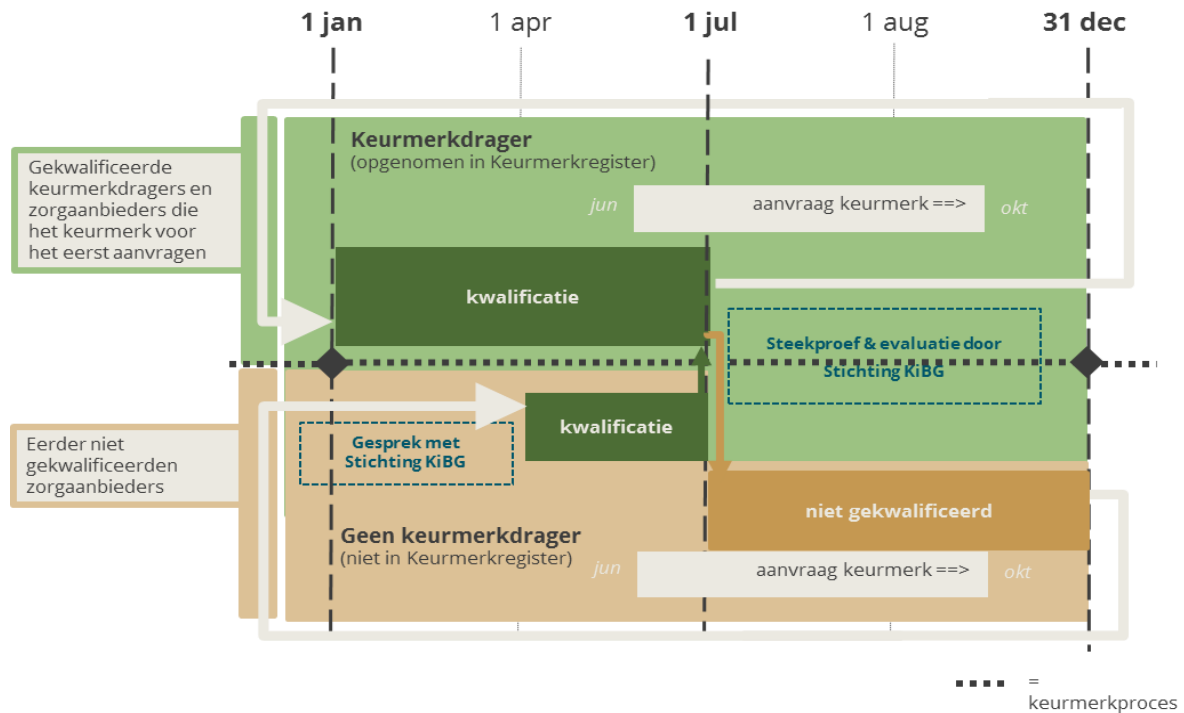 1 jan
1 apr
1 jul
1 aug
31 dec
Keurmerkdrager
(opgenomen in Keurmerkregister)
Gekwalificeerde
keurmerkdragers en
zorgaanbieders die
het keurmerk voor
het eerst aanvragen
jun
aanvraag keurmerk ==>
okt
kwalificatie
Steekproef & evaluatie door
Stichting KiBG
kwalificatie
Gesprek met
Stichting KiBG
Eerder niet
gekwalificeerden
zorgaanbieders
niet gekwalificeerd
Geen keurmerkdrager
(niet in Keurmerkregister)
jun
aanvraag keurmerk ==>
okt
=
keurmerkproces